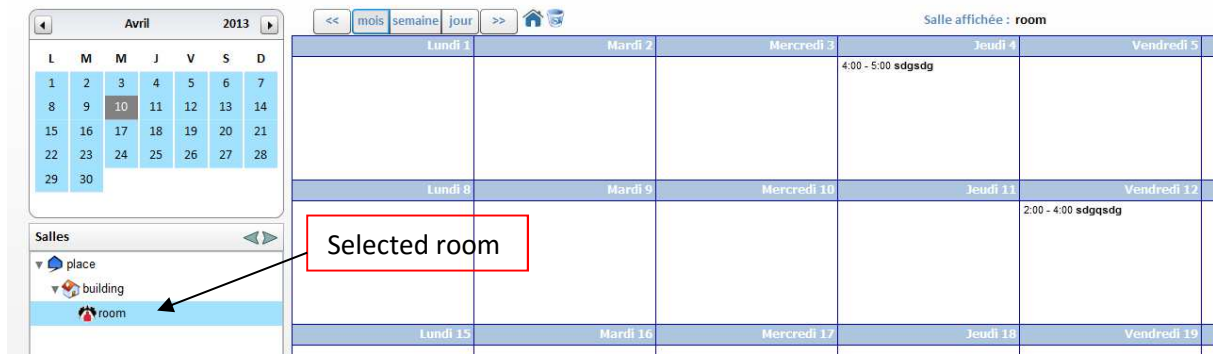 Avril 2013
L M M J V S D
1 2 3 4 5 6 7
8 9 10 11 12 13 14
15 16 17 18 19 20 21
22 23 24 25 26 27 28
29 30
Salles
place
building
room
Selected room
<< mois semaine jour >>
Salle affichée : room
Lundi 1 Mardi 2 Mercredi 3 Jeudi 4 Vendredi 5
4:00 - 5:00 sdgsdg
Lundi 8 Mardi 9 Mercredi 10 Jeudi 11 Vendredi 12
2:00 - 4:00 sdgqsdg
Lundi 15 Mardi 16 Mercredi 17 Jeudi 18 Vendredi 19